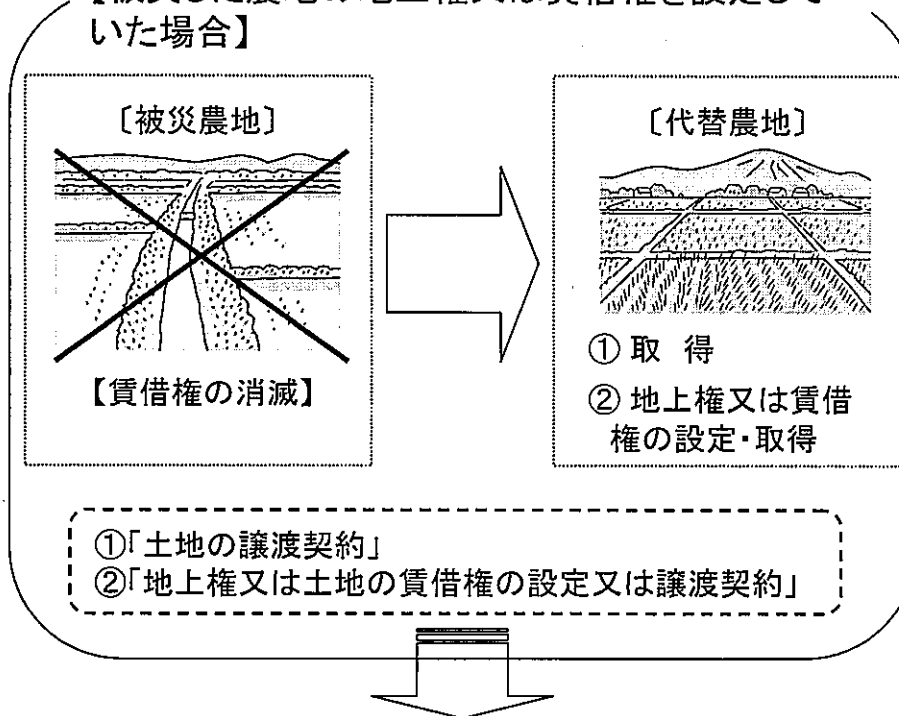 いた場合】
〔被災農地〕
【賃借権の消滅】
〔代替農地〕
① 取 得
② 地上権又は賃借
権の設定・取得
①「土地の譲渡契約」
②「地上権又は土地の賃借権の設定又は譲渡契約」